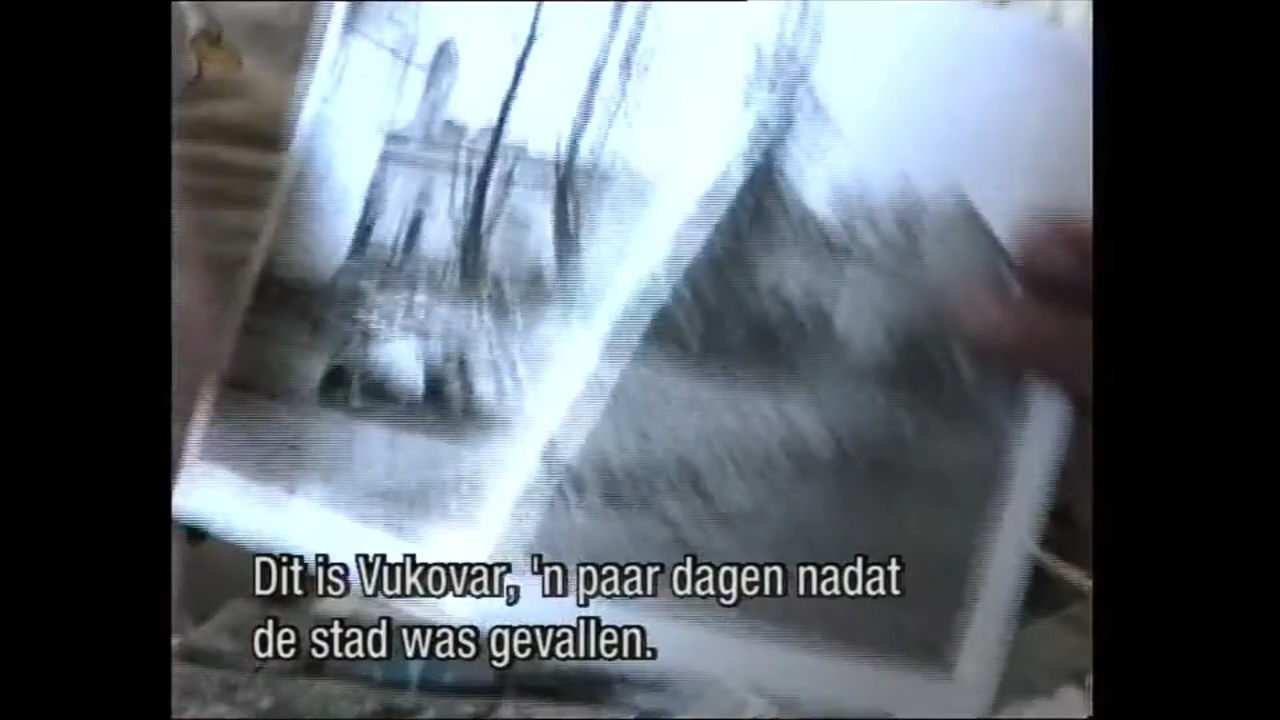 Dit is Vukovar, 'n paar dagen nadat
de stad was gevallen.